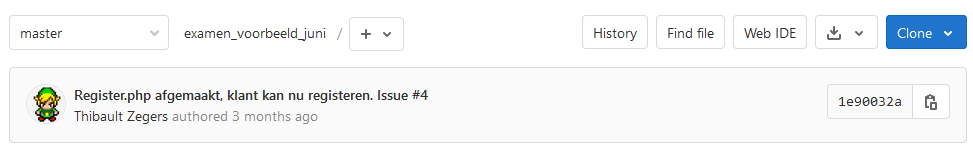 master examen_voorbeeld_juni / + History Find file Web IDE Clone
Register.php afgemaakt, klant kan nu registeren. Issue #4
1e90032a
Thibault Zegers authored 3 months ago